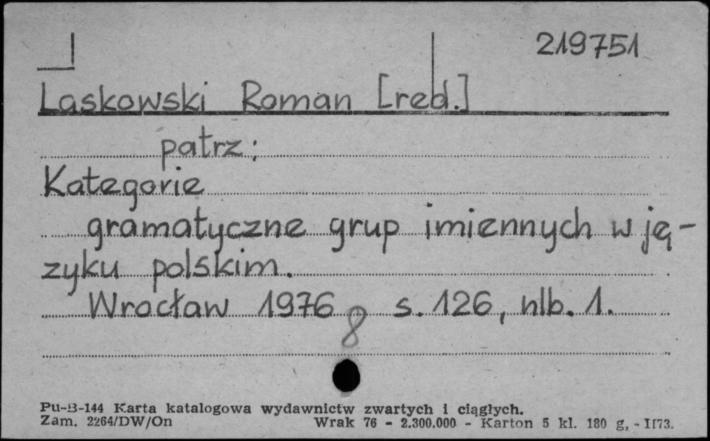 219751
Laskowski Roman [red.]
patrz:
Kategorie
gramatyczne grup imiennych w ję-
zyku polskim.
Wrocław 1976 s. 126, nlb. 1.
8
Pu-B-144 Karta katalogowa wydawnictw zwartych i ciągłych.
Zam. 2264/DW/On Wrak 76 - 2.300.000 - Karton 5 kl. 180 g, - II73.